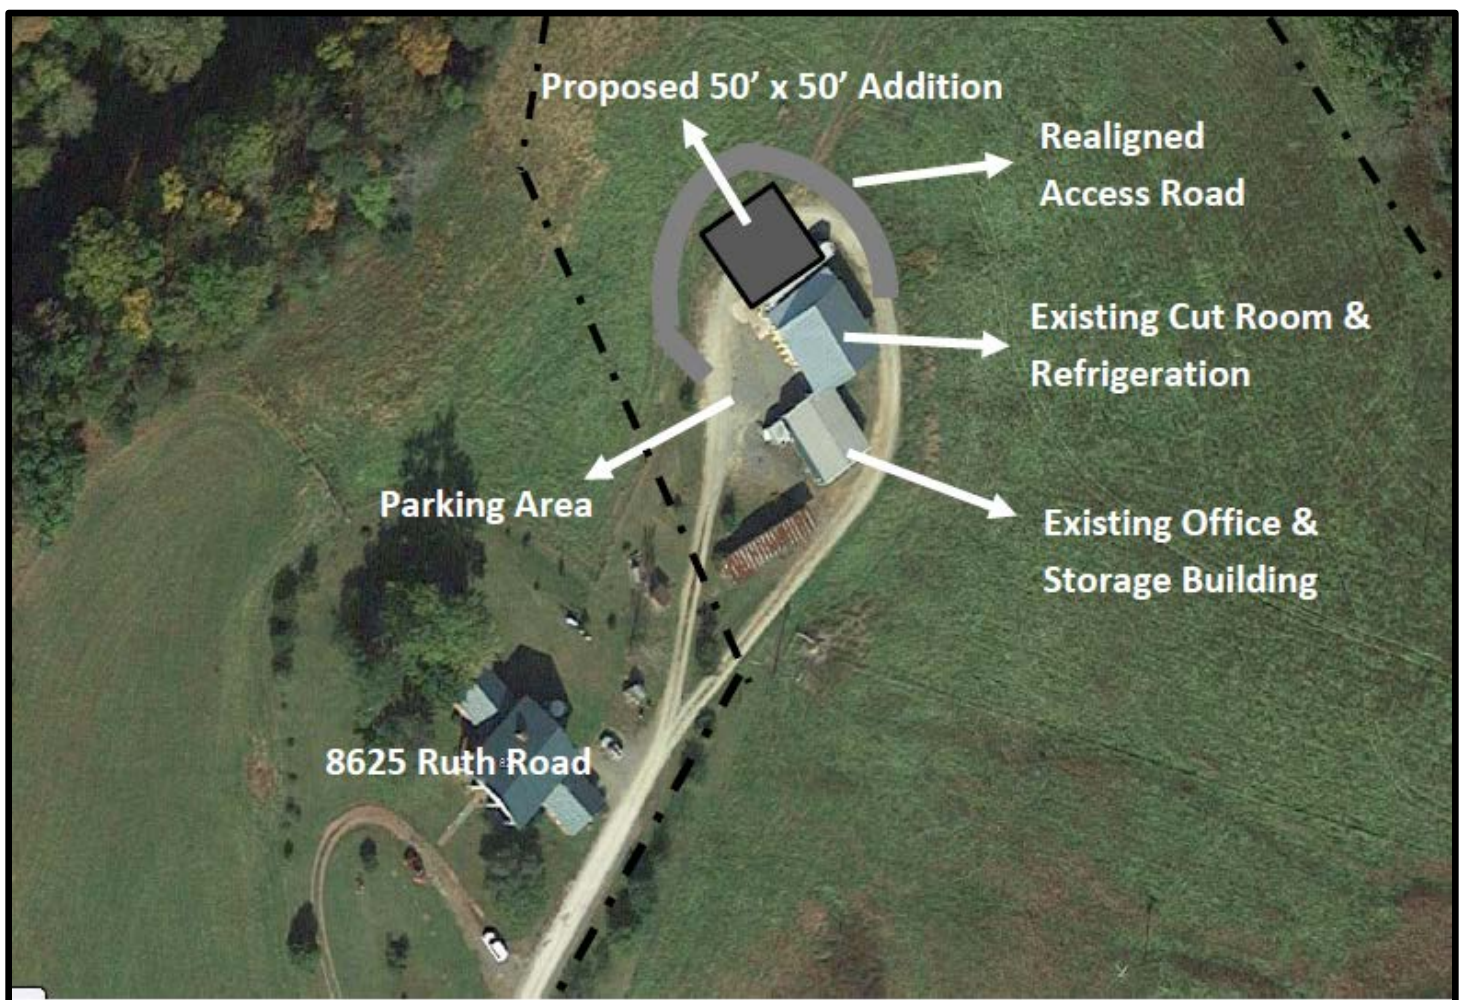 Proposed 50' x 50' Addition
Realigned
Access Road
Existing Cut Room &
Refrigeration
Parking Area
Existing Office &
Storage Building
8625 Ruth Road